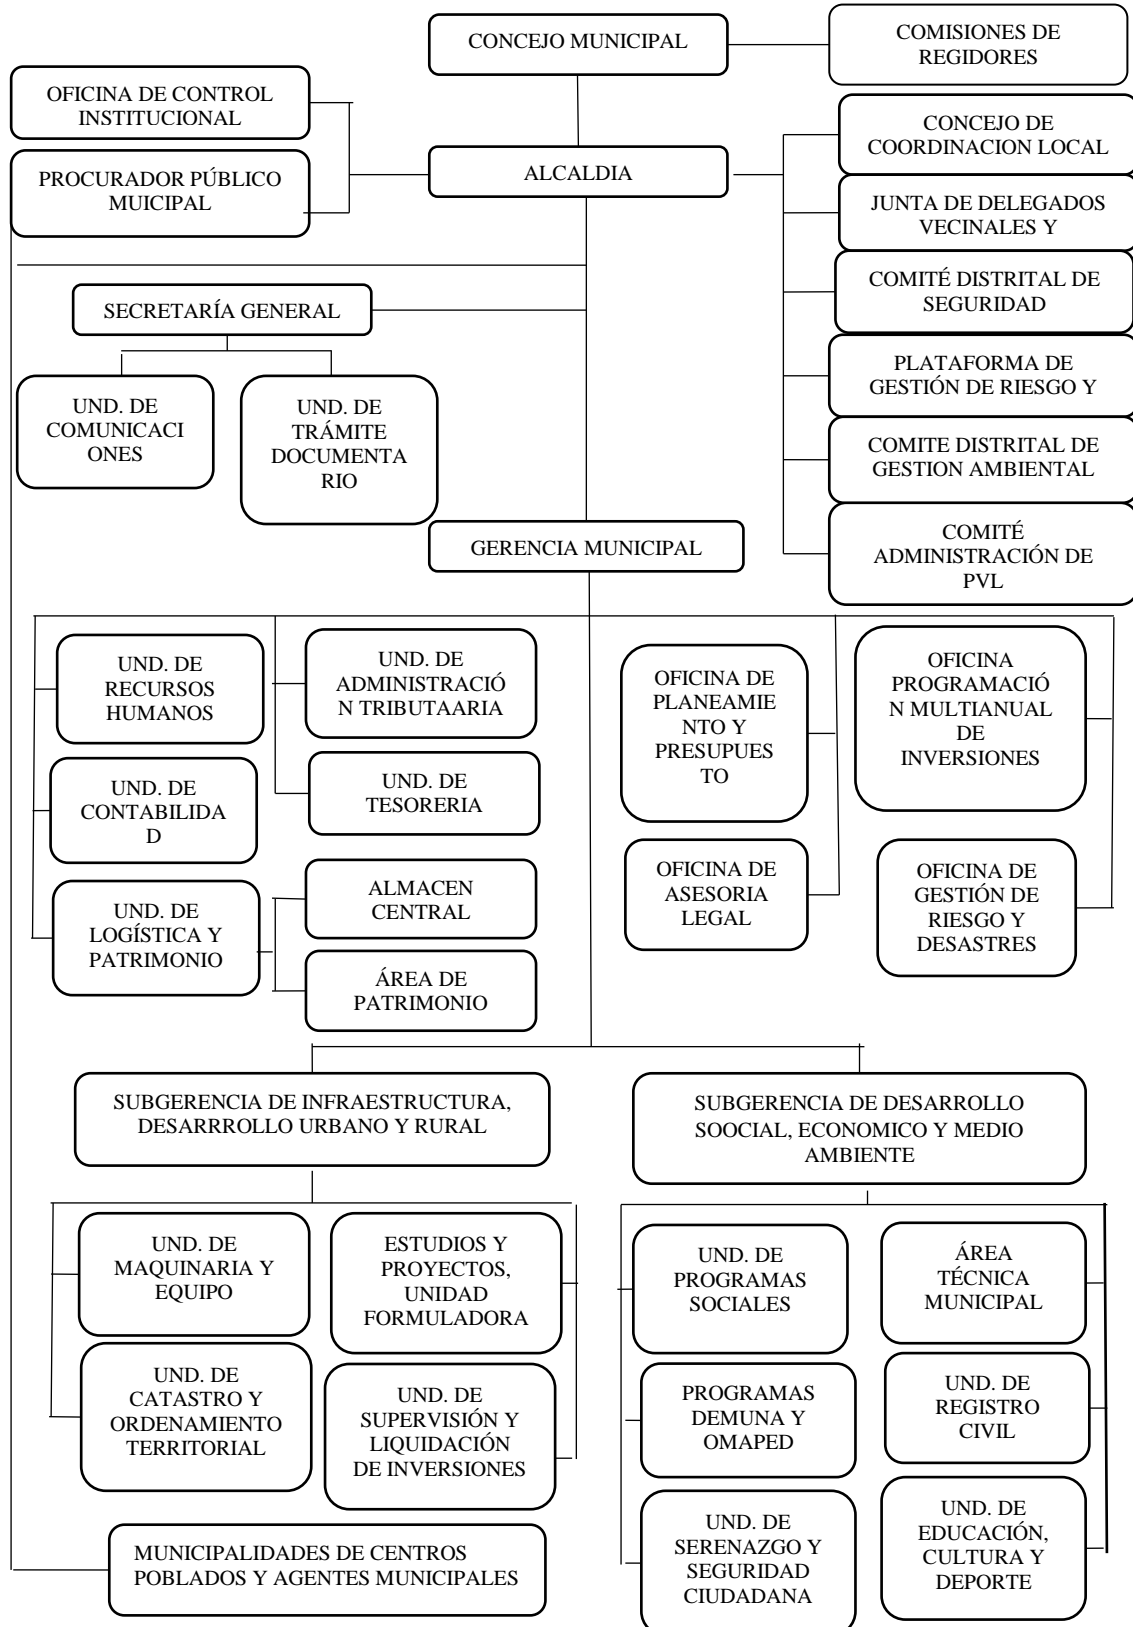 CONCEJO MUNICIPAL
COMISIONES DE
REGIDORES
OFICINA DE CONTROL
INSTITUCIONAL
PROCURADOR PÚBLICO
MUICIPAL
ALCALDIA
CONCEJO DE
COORDINACION LOCAL
JUNTA DE DELEGADOS
VECINALES Y
COMITÉ DISTRITAL DE
SEGURIDAD
PLATAFORMA DE
GESTIÓN DE RIESGO Y
COMITE DISTRITAL DE
GESTION AMBIENTAL
COMITÉ
ADMINISTRACIÓN DE
PVL
SECRETARÍA GENERAL
UND. DE
COMUNICACI
ONES
UND. DE
TRÁMITE
DOCUMENTA
RIO
GERENCIA MUNICIPAL
UND. DE
RECURSOS
HUMANOS
UND. DE
ADMINISTRACIÓ
N TRIBUTAARIA
UND. DE
CONTABILIDA
D
UND. DE
TESORERIA
UND. DE
LOGÍSTICA Y
PATRIMONIO
ALMACEN
CENTRAL
ÁREA DE
PATRIMONIO
OFICINA DE
PLANEAMIE
NTO Y
PRESUPUES
TO
OFICINA
PROGRAMACIÓ
N MULTIANUAL
DE
INVERSIONES
OFICINA DE
ASESORIA
LEGAL
OFICINA DE
GESTIÓN DE
RIESGO Y
DESASTRES
SUBGERENCIA DE INFRAESTRUCTURA,
DESARRROLLO URBANO Y RURAL
SUBGERENCIA DE DESARROLLO
SOOCIAL, ECONOMICO Y MEDIO
AMBIENTE
UND. DE
MAQUINARIA Y
EQUIPO
ESTUDIOS Y
PROYECTOS,
UNIDAD
FORMULADORA
UND. DE
CATASTRO Y
ORDENAMIENTO
TERRITORIAL
UND. DE
SUPERVISIÓN Y
LIQUIDACIÓN
DE INVERSIONES
UND. DE
PROGRAMAS
SOCIALES
ÁREA
TÉCNICA
MUNICIPAL
PROGRAMAS
DEMUNA Y
OMAPED
UND. DE
REGISTRO
CIVIL
UND. DE
SERENAZGO Y
SEGURIDAD
CIUDADANA
UND. DE
EDUCACIÓN,
CULTURA Y
DEPORTE
MUNICIPALIDADES DE CENTROS
POBLADOS Y AGENTES MUNICIPALES